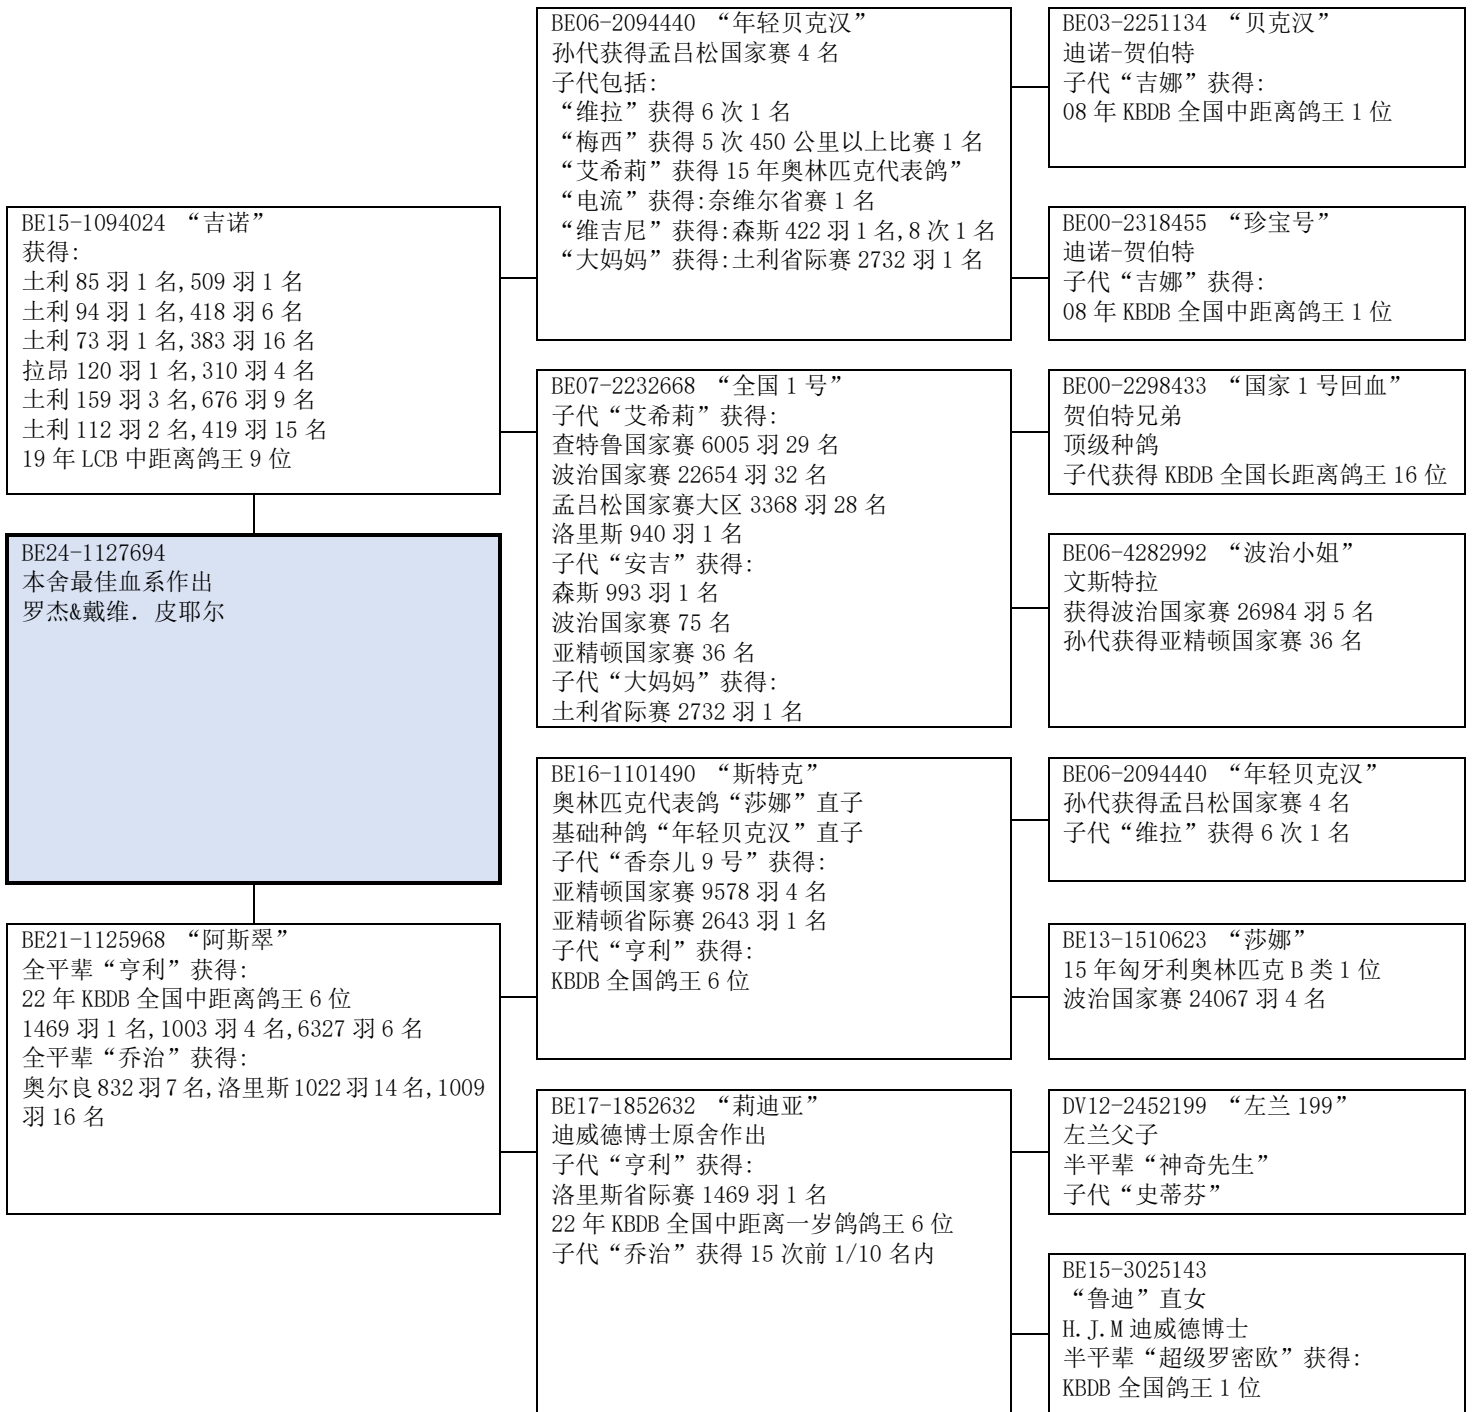 BE06-2094440 “年轻贝克汉”
孙代获得孟吕松国家赛 4 名
子代包括:
“维拉”获得 6 次 1 名
“梅西”获得 5 次 450 公里以上比赛 1 名
“艾希莉”获得 15 年奥林匹克代表鸽”
“电流”获得:奈维尔省赛 1 名
“维吉尼”获得:森斯 422 羽 1 名,8 次 1 名
“大妈妈”获得:土利省际赛 2732 羽 1 名
BE03-2251134 “贝克汉”
迪诺-贺伯特
子代“吉娜”获得:
08 年 KBDB 全国中距离鸽王 1 位
BE15-1094024 “吉诺”
获得:
土利 85 羽 1 名,509 羽 1 名
土利 94 羽 1 名,418 羽 6 名
土利 73 羽 1 名,383 羽 16 名
拉昂 120 羽 1 名,310 羽 4 名
土利 159 羽 3 名,676 羽 9 名
土利 112 羽 2 名,419 羽 15 名
19 年 LCB 中距离鸽王 9 位
BE00-2318455 “珍宝号”
迪诺-贺伯特
子代“吉娜”获得:
08 年 KBDB 全国中距离鸽王 1 位
BE07-2232668 “全国 1 号”
子代“艾希莉”获得:
查特鲁国家赛 6005 羽 29 名
波治国家赛 22654 羽 32 名
孟吕松国家赛大区 3368 羽 28 名
洛里斯 940 羽 1 名
子代“安吉”获得:
森斯 993 羽 1 名
波治国家赛 75 名
亚精顿国家赛 36 名
子代“大妈妈”获得:
土利省际赛 2732 羽 1 名
BE00-2298433 “国家 1 号回血”
贺伯特兄弟
顶级种鸽
子代获得 KBDB 全国长距离鸽王 16 位
BE24-1127694
本舍最佳血系作出
罗杰&戴维. 皮耶尔
BE06-4282992 “波治小姐”
文斯特拉
获得波治国家赛 26984 羽 5 名
孙代获得亚精顿国家赛 36 名
BE16-1101490 “斯特克”
奥林匹克代表鸽“莎娜”直子
基础种鸽“年轻贝克汉”直子
子代“香奈儿 9 号”获得:
亚精顿国家赛 9578 羽 4 名
亚精顿省际赛 2643 羽 1 名
子代“亨利”获得:
KBDB 全国鸽王 6 位
BE06-2094440 “年轻贝克汉”
孙代获得孟吕松国家赛 4 名
子代“维拉”获得 6 次 1 名
BE21-1125968 “阿斯翠”
全平辈“亨利”获得:
22 年 KBDB 全国中距离鸽王 6 位
1469 羽 1 名,1003 羽 4 名,6327 羽 6 名
全平辈“乔治”获得:
奥尔良 832 羽 7 名,洛里斯 1022 羽 14 名,1009
羽 16 名
BE13-1510623 “莎娜”
15 年匈牙利奥林匹克 B 类 1 位
波治国家赛 24067 羽 4 名
BE17-1852632 “莉迪亚”
迪威德博士原舍作出
子代“亨利”获得:
洛里斯省际赛 1469 羽 1 名
22 年 KBDB 全国中距离一岁鸽鸽王 6 位
子代“乔治”获得 15 次前 1/10 名内
DV12-2452199 “左兰 199”
左兰父子
半平辈“神奇先生”
子代“史蒂芬”
BE15-3025143
“鲁迪”直女
H.J.M 迪威德博士
半平辈“超级罗密欧”获得:
KBDB 全国鸽王 1 位